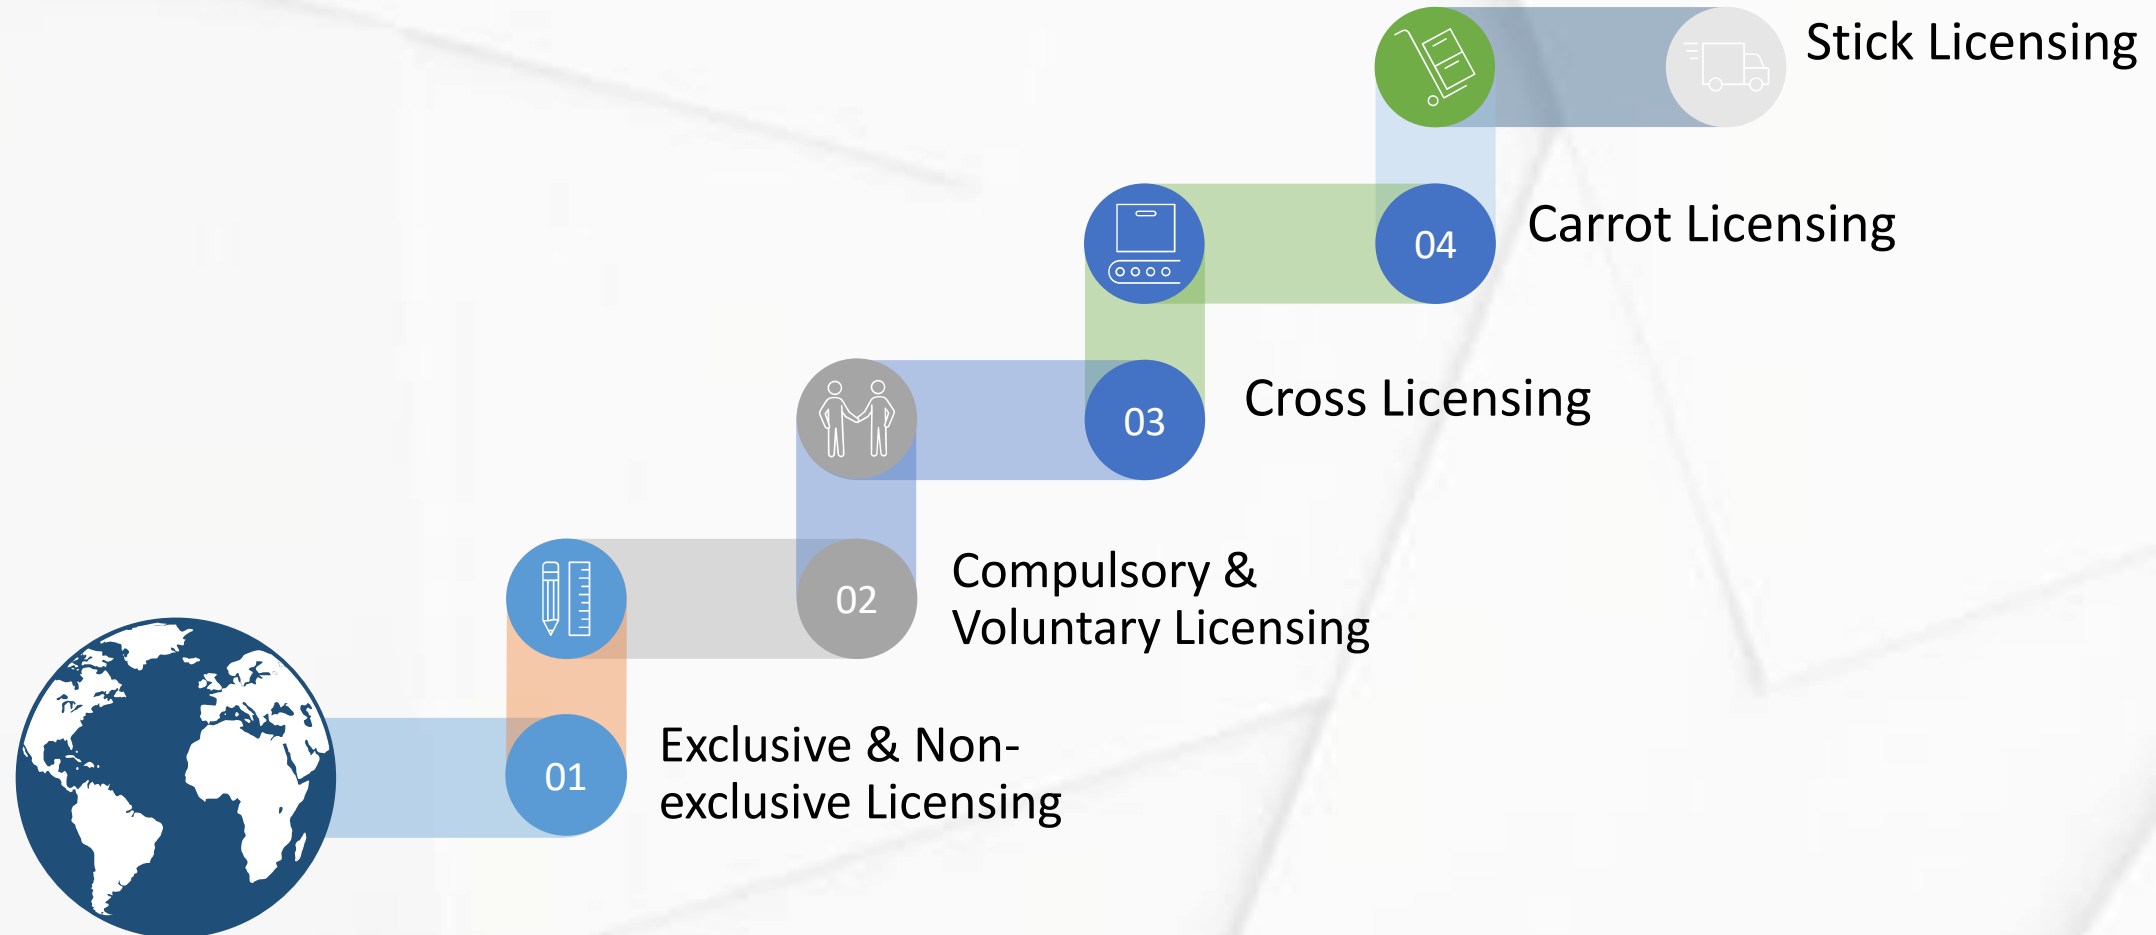 Stick Licensing
04
Carrot Licensing
03
Cross Licensing
02
Compulsory &
Voluntary Licensing
01
Exclusive & Non-
exclusive Licensing